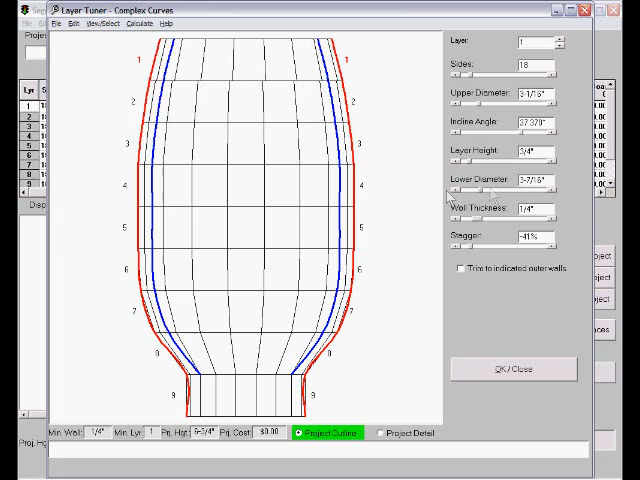 Layer Tuner - Complex Curves
File Edit View/Select Calculate Help
Layer: 1
Sides: 18
Upper Diameter: 3-1/16"
Incline Angle: 37.370°
Layer Height: 3/4"
Lower Diameter: 3-7/16"
Wall Thickness: 1/4"
Stagger: -41%
Trim to indicated outer walls
OK / Close
1 1
2 2
3 3
4 4
5 5
6 6
7 7
8 8
9 9
Min. Wall: 1/4" Min. Lyr: 1 Prj. Hgt.: 6-3/4" Prj. Cost: $0.00 Project Outline Project Detail
Lyr
1
2
3
4
5
6
7
8
9
Disp
Proj. Hg